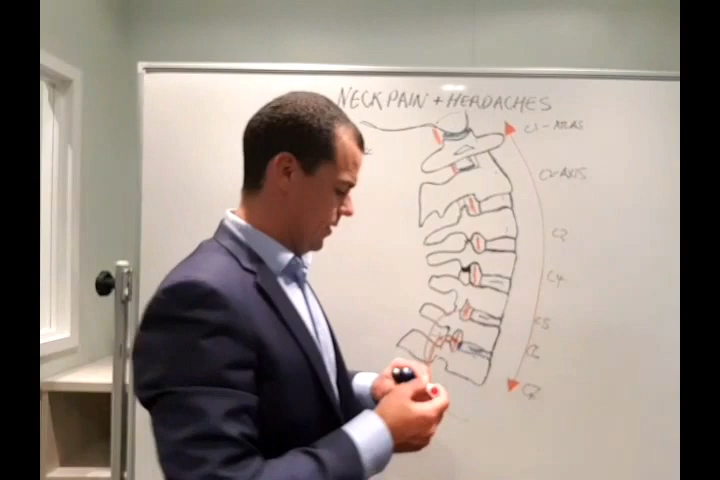 NECK PAIN + HEADACHES
C1 - ATLAS
C2 - AXIS
C3
C4
C5
C6
C7